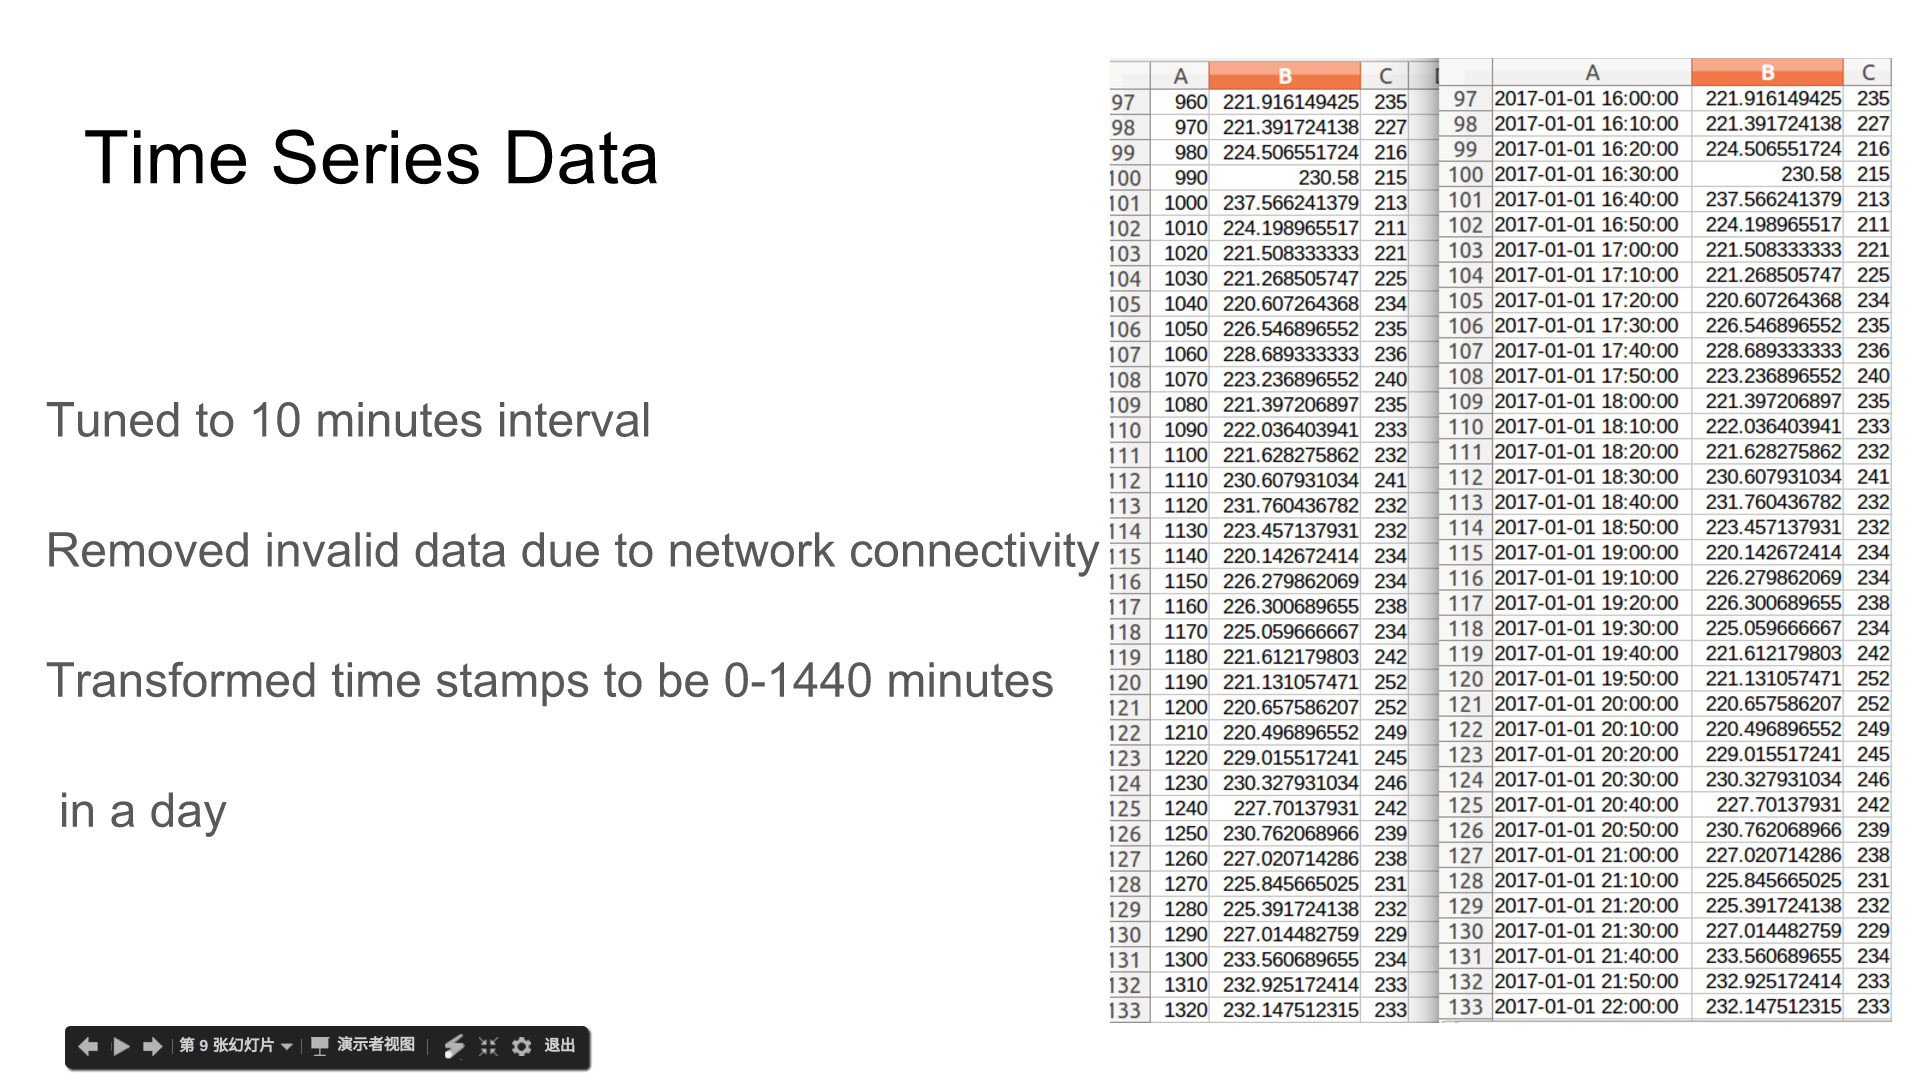 Time Series Data
Tuned to 10 minutes interval
Removed invalid data due to network connectivity
Transformed time stamps to be 0-1440 minutes
in a day
A B C
97 960 221.916149425 235
98 970 221.391724138 227
99 980 224.506551724 216
100 990 230.58 215
101 1000 237.566241379 213
102 1010 224.198965517 211
103 1020 221.508333333 221
104 1030 221.268505747 225
105 1040 220.607264368 234
106 1050 226.546896552 235
107 1060 228.689333333 236
108 1070 223.236896552 240
109 1080 221.397206897 235
110 1090 222.036403941 233
111 1100 221.628275862 232
112 1110 230.607931034 241
113 1120 231.760436782 232
114 1130 223.457137931 232
115 1140 220.142672414 234
116 1150 226.279862069 234
117 1160 226.300689655 238
118 1170 225.059666667 234
119 1180 221.612179803 242
120 1190 221.131057471 252
121 1200 220.657586207 252
122 1210 220.496896552 249
123 1220 229.015517241 245
124 1230 230.327931034 246
125 1240 227.70137931 242
126 1250 230.762068966 239
127 1260 227.020714286 238
128 1270 225.845665025 231
129 1280 225.391724138 232
130 1290 227.014482759 229
131 1300 233.560689655 234
132 1310 232.925172414 233
133 1320 232.147512315 233
A B C
97 2017-01-01 16:00:00 221.916149425 235
98 2017-01-01 16:10:00 221.391724138 227
99 2017-01-01 16:20:00 224.506551724 216
100 2017-01-01 16:30:00 230.58 215
101 2017-01-01 16:40:00 237.566241379 213
102 2017-01-01 16:50:00 224.198965517 211
103 2017-01-01 17:00:00 221.508333333 221
104 2017-01-01 17:10:00 221.268505747 225
105 2017-01-01 17:20:00 220.607264368 234
106 2017-01-01 17:30:00 226.546896552 235
107 2017-01-01 17:40:00 228.689333333 236
108 2017-01-01 17:50:00 223.236896552 240
109 2017-01-01 18:00:00 221.397206897 235
110 2017-01-01 18:10:00 222.036403941 233
111 2017-01-01 18:20:00 221.628275862 232
112 2017-01-01 18:30:00 230.607931034 241
113 2017-01-01 18:40:00 231.760436782 232
114 2017-01-01 18:50:00 223.457137931 232
115 2017-01-01 19:00:00 220.142672414 234
116 2017-01-01 19:10:00 226.279862069 234
117 2017-01-01 19:20:00 226.300689655 238
118 2017-01-01 19:30:00 225.059666667 234
119 2017-01-01 19:40:00 221.612179803 242
120 2017-01-01 19:50:00 221.131057471 252
121 2017-01-01 20:00:00 220.657586207 252
122 2017-01-01 20:10:00 220.496896552 249
123 2017-01-01 20:20:00 229.015517241 245
124 2017-01-01 20:30:00 230.327931034 246
125 2017-01-01 20:40:00 227.70137931 242
126 2017-01-01 20:50:00 230.762068966 239
127 2017-01-01 21:00:00 227.020714286 238
128 2017-01-01 21:10:00 225.845665025 231
129 2017-01-01 21:20:00 225.391724138 232
130 2017-01-01 21:30:00 227.014482759 229
131 2017-01-01 21:40:00 233.560689655 234
132 2017-01-01 21:50:00 232.925172414 233
133 2017-01-01 22:00:00 232.147512315 233
第 9 张幻灯片 演示者视图 退出